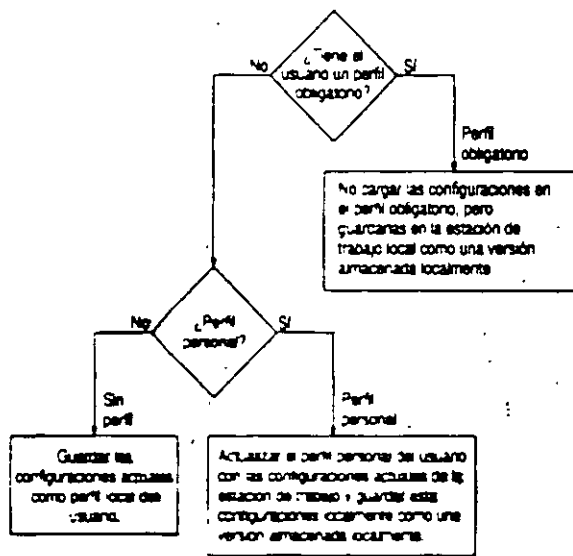 ¿Tiene el
usuario un perfil
obligatorio?
No
Sí
Perfil
obligatorio
No cargar las configuraciones en
el perfil obligatorio, pero
guardarlas en la estación de
trabajo local como una versión
almacenada localmente
¿Perfil
personal?
No
Sí
Sin
perfil
Perfil
personal
Guardar las
configuraciones actuales
como perfil local del
usuario.
Actualizar el perfil personal del usuario
con las configuraciones actuales de la
estación de trabajo y guardar estas
configuraciones localmente como una
versión almacenada localmente.